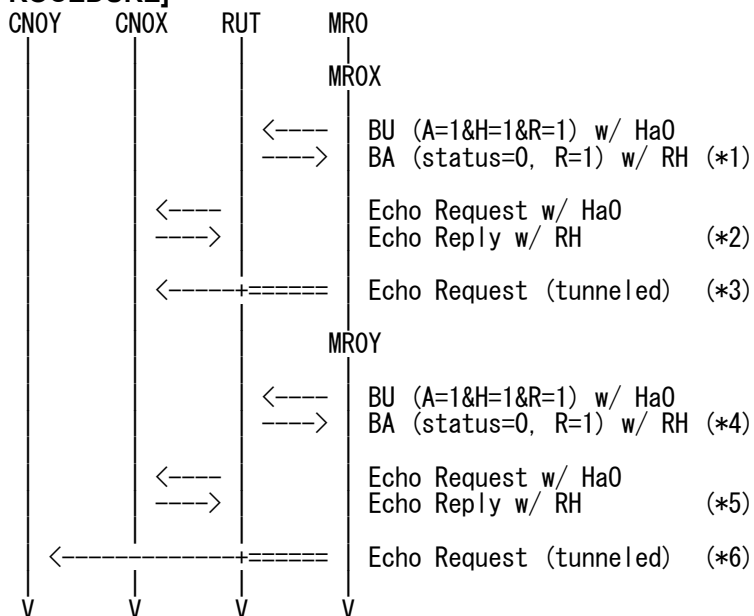 CNOY CNOX RUT MRO
MROX
<---- BU (A=1&H=1&R=1) w/ HaO
----> BA (status=0, R=1) w/ RH (*1)
<---- Echo Request w/ HaO
----> Echo Reply w/ RH (*2)
<-----+====== Echo Request (tunneled) (*3)
MROY
<---- BU (A=1&H=1&R=1) w/ HaO
----> BA (status=0, R=1) w/ RH (*4)
<---- Echo Request w/ HaO
----> Echo Reply w/ RH (*5)
<-------------+====== Echo Request (tunneled) (*6)
V V V V